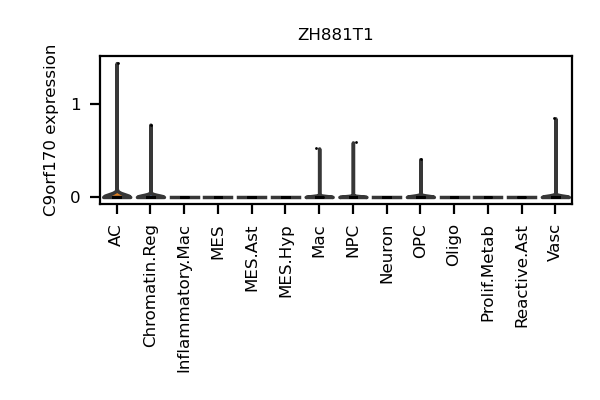 ZH881T1
C9orf170 expression
1
0
AC
Chromatin.Reg
Inflammatory.Mac
MES
MES.Ast
MES.Hyp
Mac
NPC
Neuron
OPC
Oligo
Prolif.Metab
Reactive.Ast
Vasc